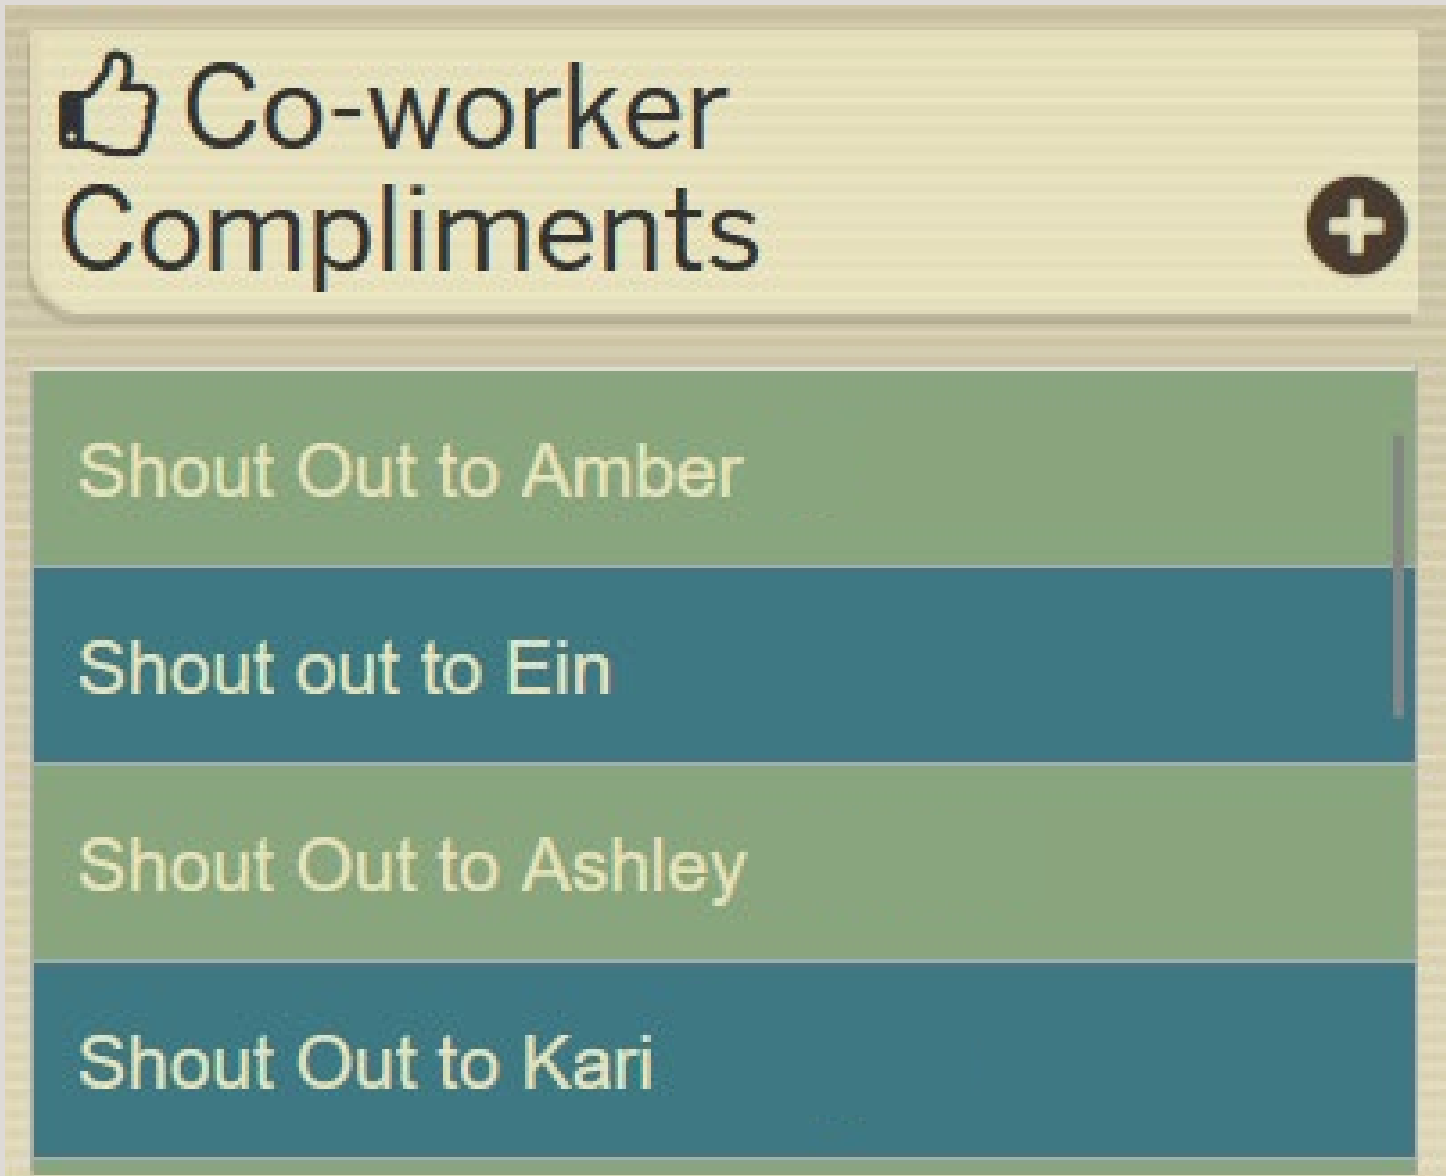 Co-worker
Compliments
Shout Out to Amber
Shout out to Ein
Shout Out to Ashley
Shout Out to Kari